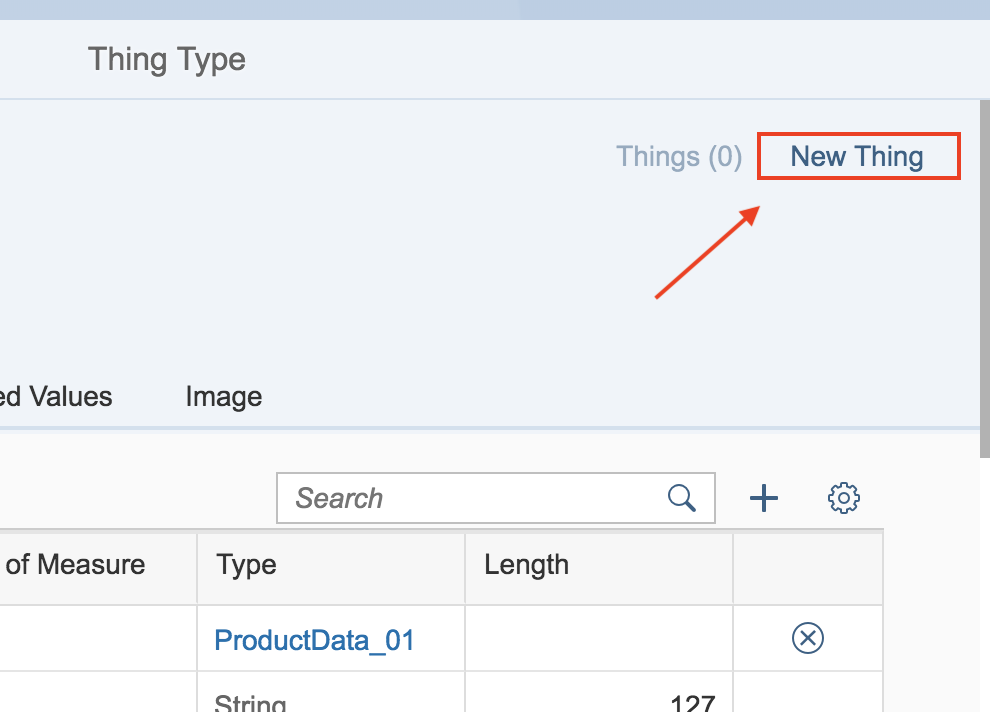 Thing Type
Things (0) New Thing
ed Values Image
Search
of Measure Type Length
ProductData_01
String 127